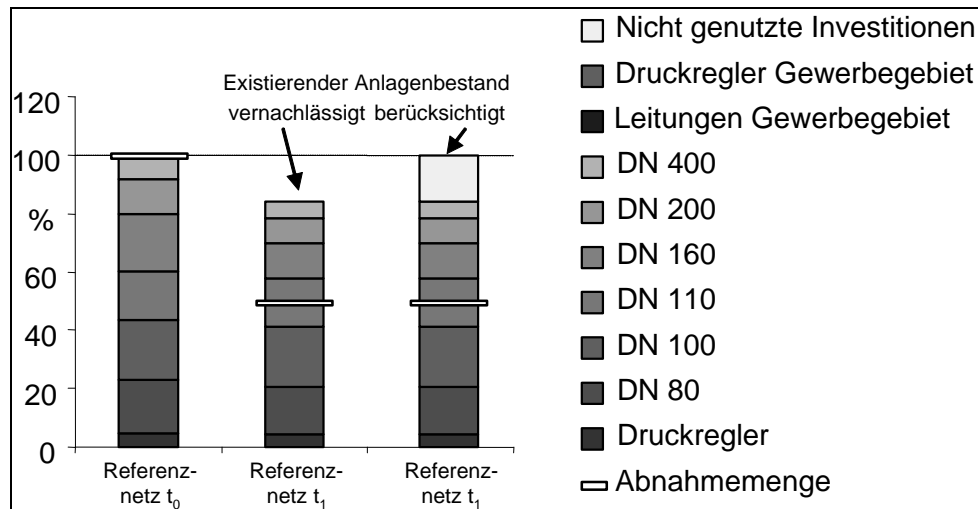 Existierender Anlagenbestand
vernachlässigt berücksichtigt
120
100
%
60
40
20
0
Referenz-
netz t₀
Referenz-
netz t₁
Referenz-
netz t₁
Nicht genutzte Investitionen
Druckregler Gewerbegebiet
Leitungen Gewerbegebiet
DN 400
DN 200
DN 160
DN 110
DN 100
DN 80
Druckregler
Abnahmemenge